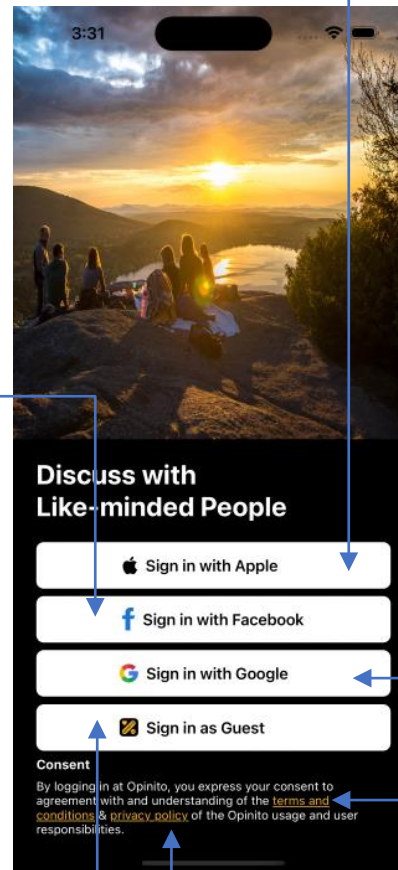 3:31
Discuss with
Like-minded People
Sign in with Apple
Sign in with Facebook
Sign in with Google
Sign in as Guest
Consent
By logging in at Opinito, you express your consent to
agreement with and understanding of the terms and
conditions & privacy policy of the Opinito usage and user
responsibilities.